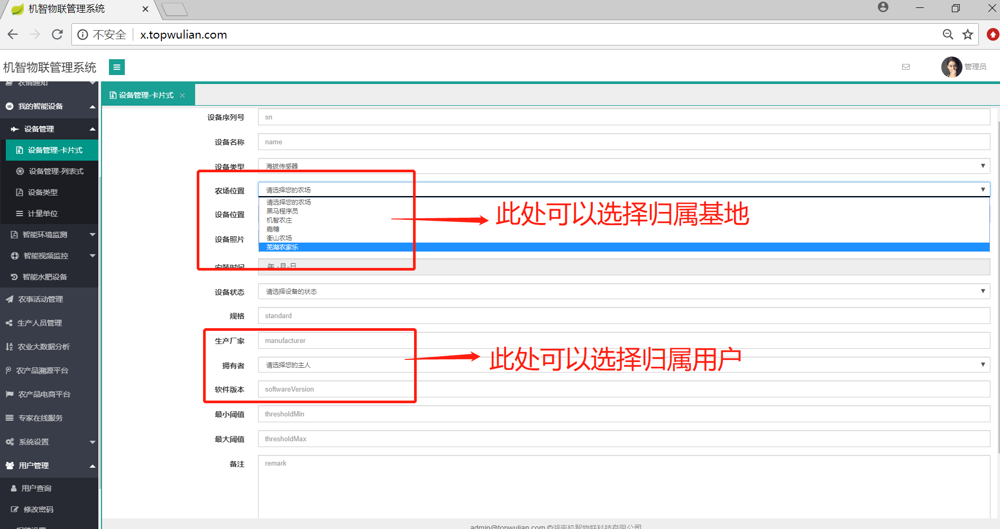 机智物联管理系统
不安全
x.topwulian.com
机智物联管理系统
管理员
农情通知
我的智能设备
设备管理
设备管理-卡片式
设备管理-列表式
设备类型
计量单位
智能环境监测
智能视频监控
智能水肥设备
农事活动管理
生产人员管理
农业大数据分析
农产品溯源平台
农产品电商平台
专家在线服务
系统设置
用户管理
用户查询
修改密码
设备管理-卡片式
设备序列号 sn
设备名称 name
设备类型 海拔传感器
农场位置 请选择您的农场
请选择您的农场
黑马程序员
设备位置
机智农庄
嘉穗
设备照片
衡山农场
芜湖农家乐
此处可以选择归属基地
安装时间 年 -月-日
设备状态 请选择设备的状态
规格 standard
生产厂家 manufacturer
拥有者 请选择您的主人
此处可以选择归属用户
软件版本 softwareVersion
最小阈值 thresholdMin
最大阈值 thresholdMax
备注 remark
admin@topwulian.com ©湖南机智物联科技有限公司